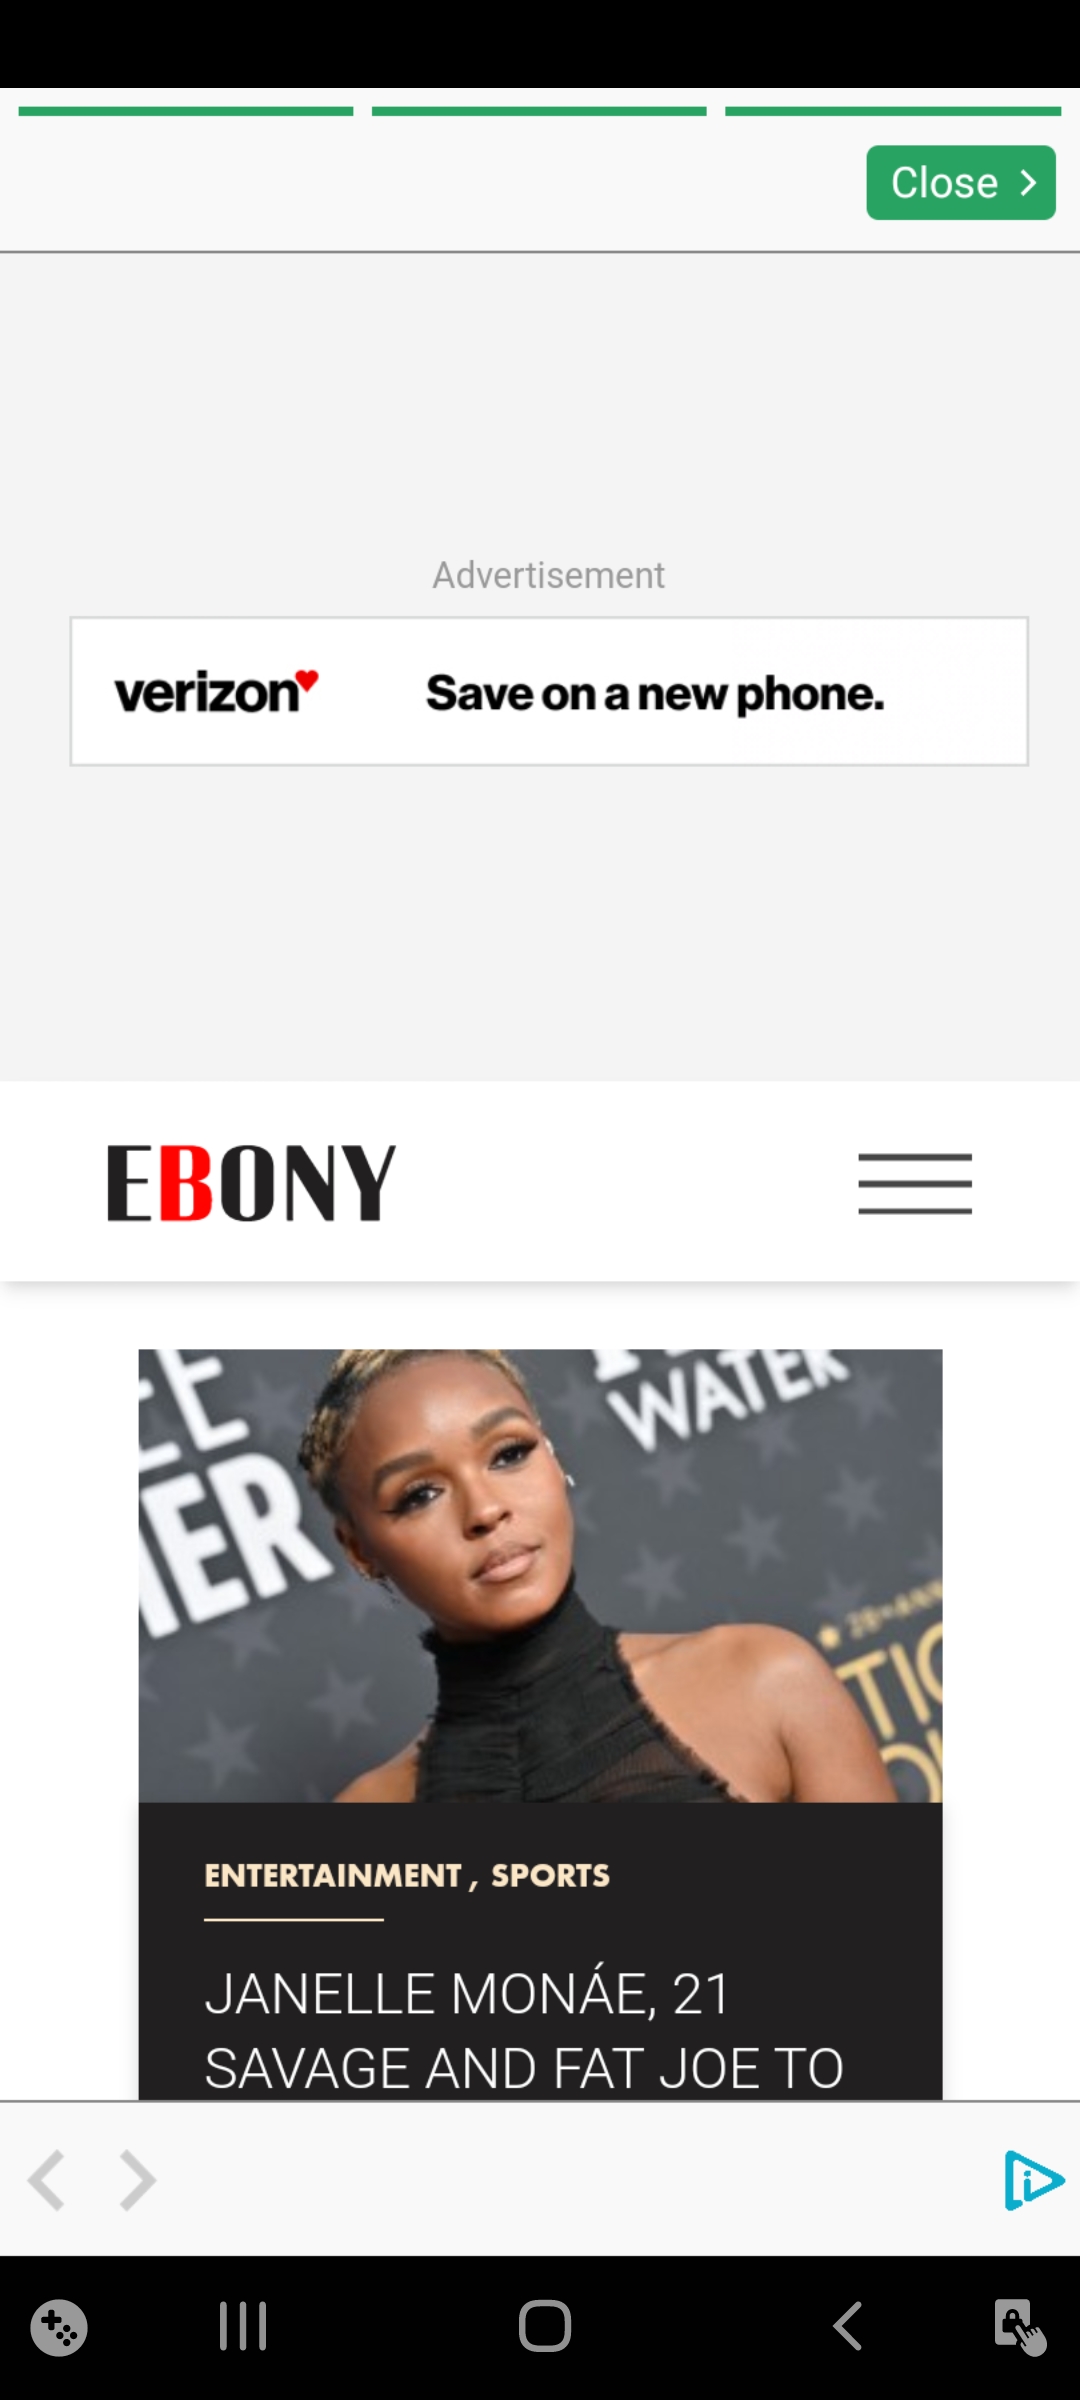 Close
Advertisement
verizon Save on a new phone.
EBONY
WATER
ENTERTAINMENT, SPORTS
JANELLE MONÁE, 21
SAVAGE AND FAT JOE TO